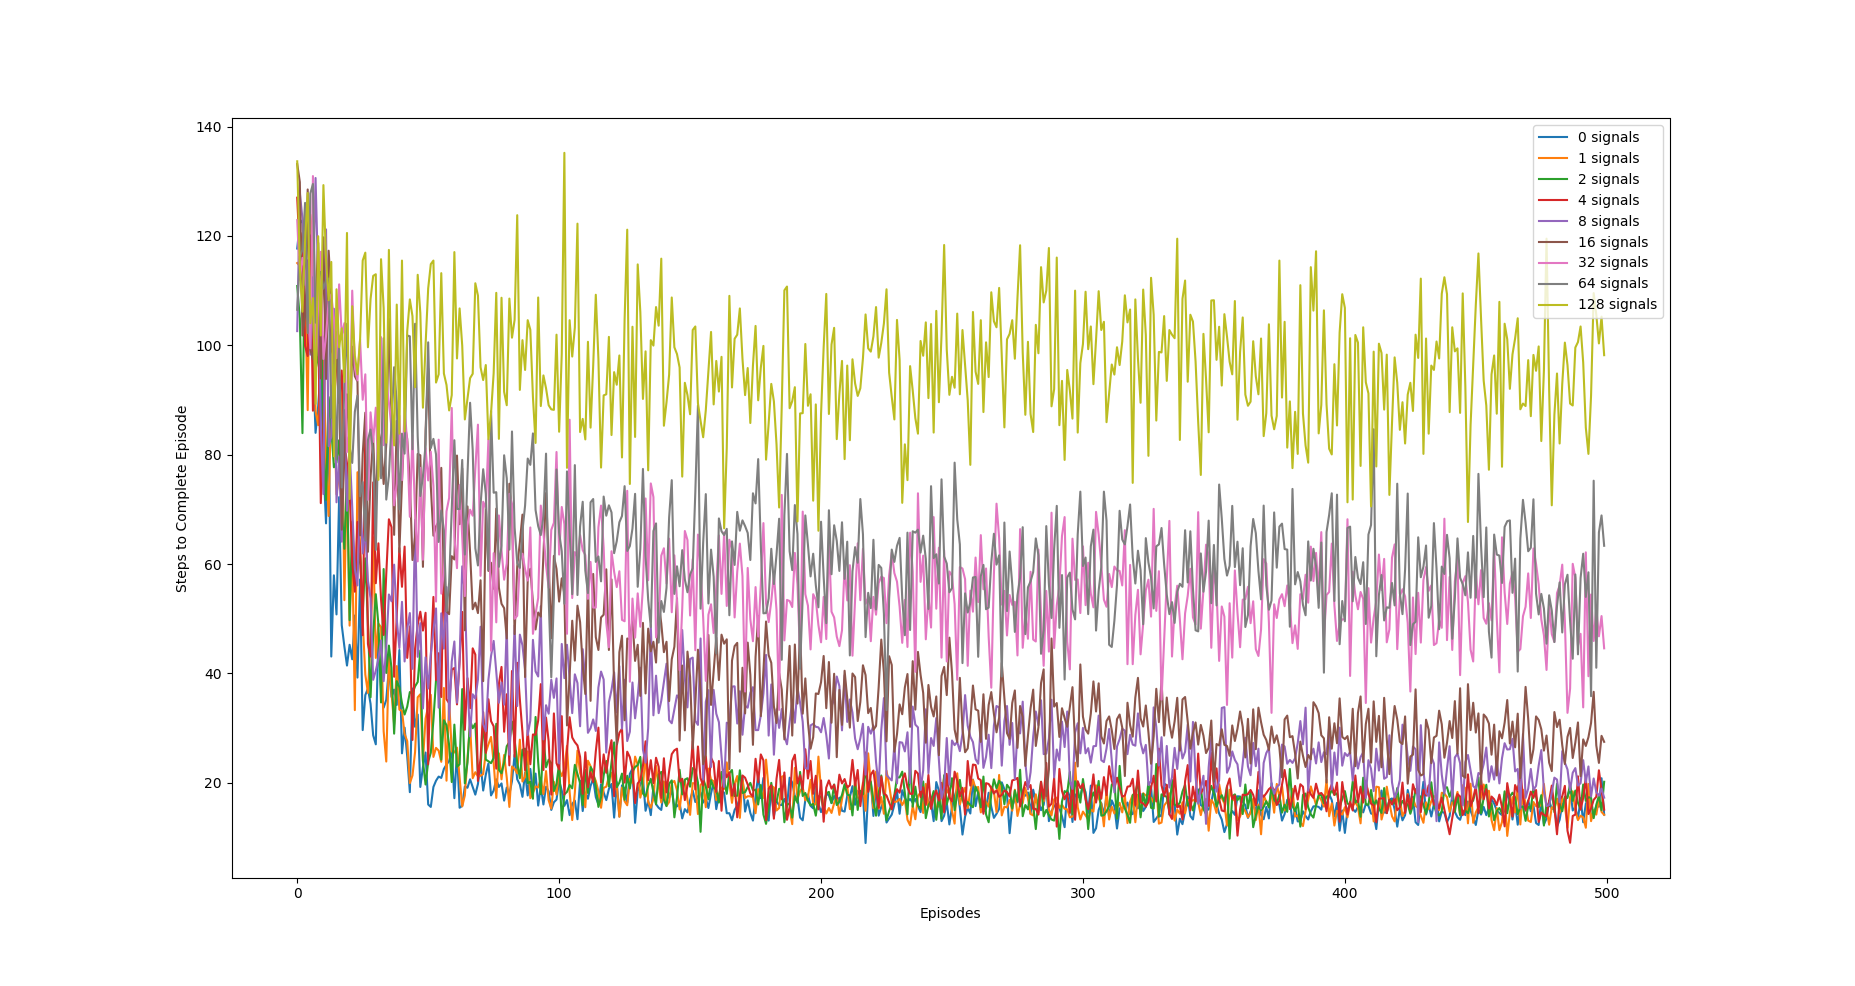 140
120
100
80
60
40
20
Steps to Complete Episode
0 signals
1 signals
2 signals
4 signals
8 signals
16 signals
32 signals
64 signals
128 signals
0 100 200 300 400 500
Episodes